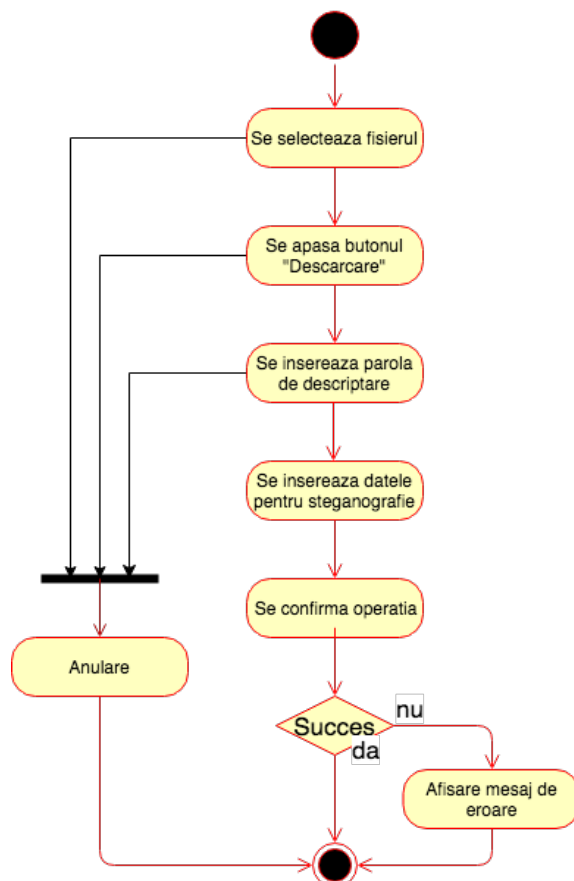 Se selecteaza fisierul
Se apasa butonul
"Descarcare"
Se insereaza parola
de descriptare
Se insereaza datele
pentru steganografie
Se confirma operatia
Anulare
Succes
nu
da
Afisare mesaj de
eroare